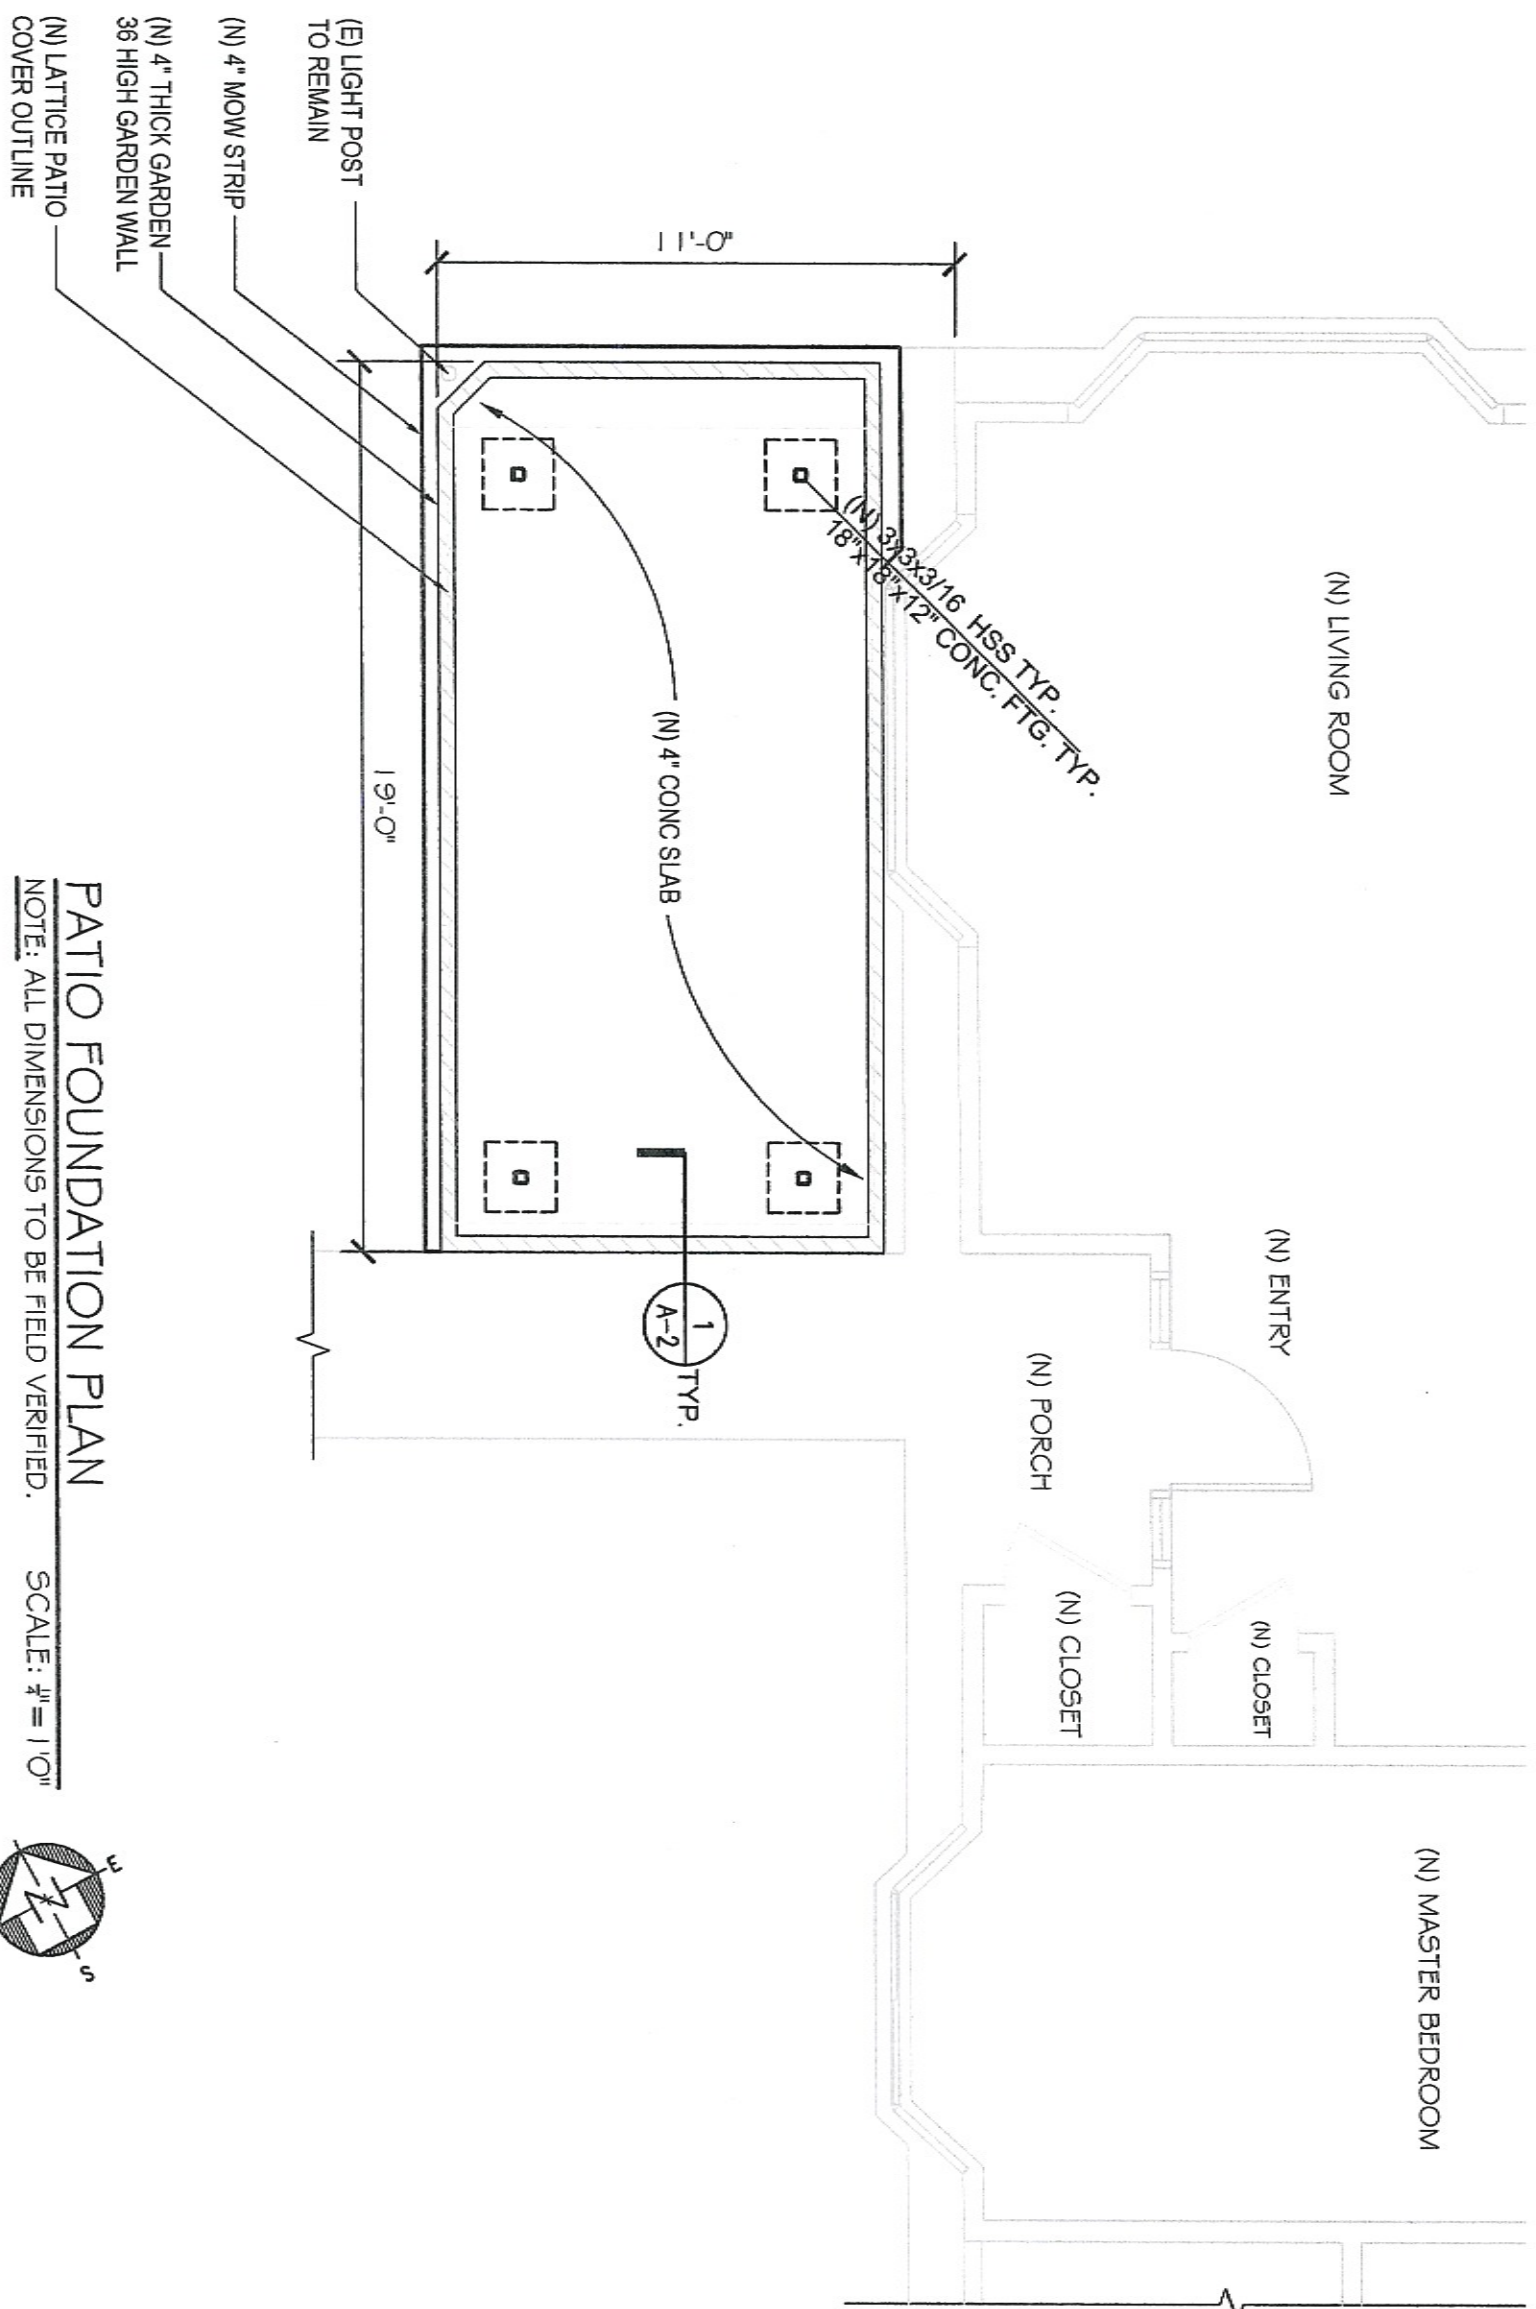 (N) LIVING ROOM
(N) ENTRY
(N) MASTER BEDROOM
(N) CLOSET
(N) PORCH
(N) CLOSET
(N) 3x3x3/16 HSS TYP.
18"x18"x12" CONC. FTG. TYP.
11'-0"
(N) 4" CONC SLAB
1
A-2
TYP.
19'-0"
(E) LIGHT POST
TO REMAIN
(N) 4" MOW STRIP
(N) 4" THICK GARDEN
36 HIGH GARDEN WALL
(N) LATTICE PATIO
COVER OUTLINE
PATIO FOUNDATION PLAN
NOTE: ALL DIMENSIONS TO BE FIELD VERIFIED. SCALE: ¼"= 1'0"
E
N
S